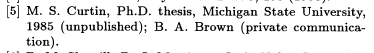 [5] M. S. Curtin, Ph.D. thesis, Michigan State University,
1985 (unpublished); B. A. Brown (private communica-
tion).